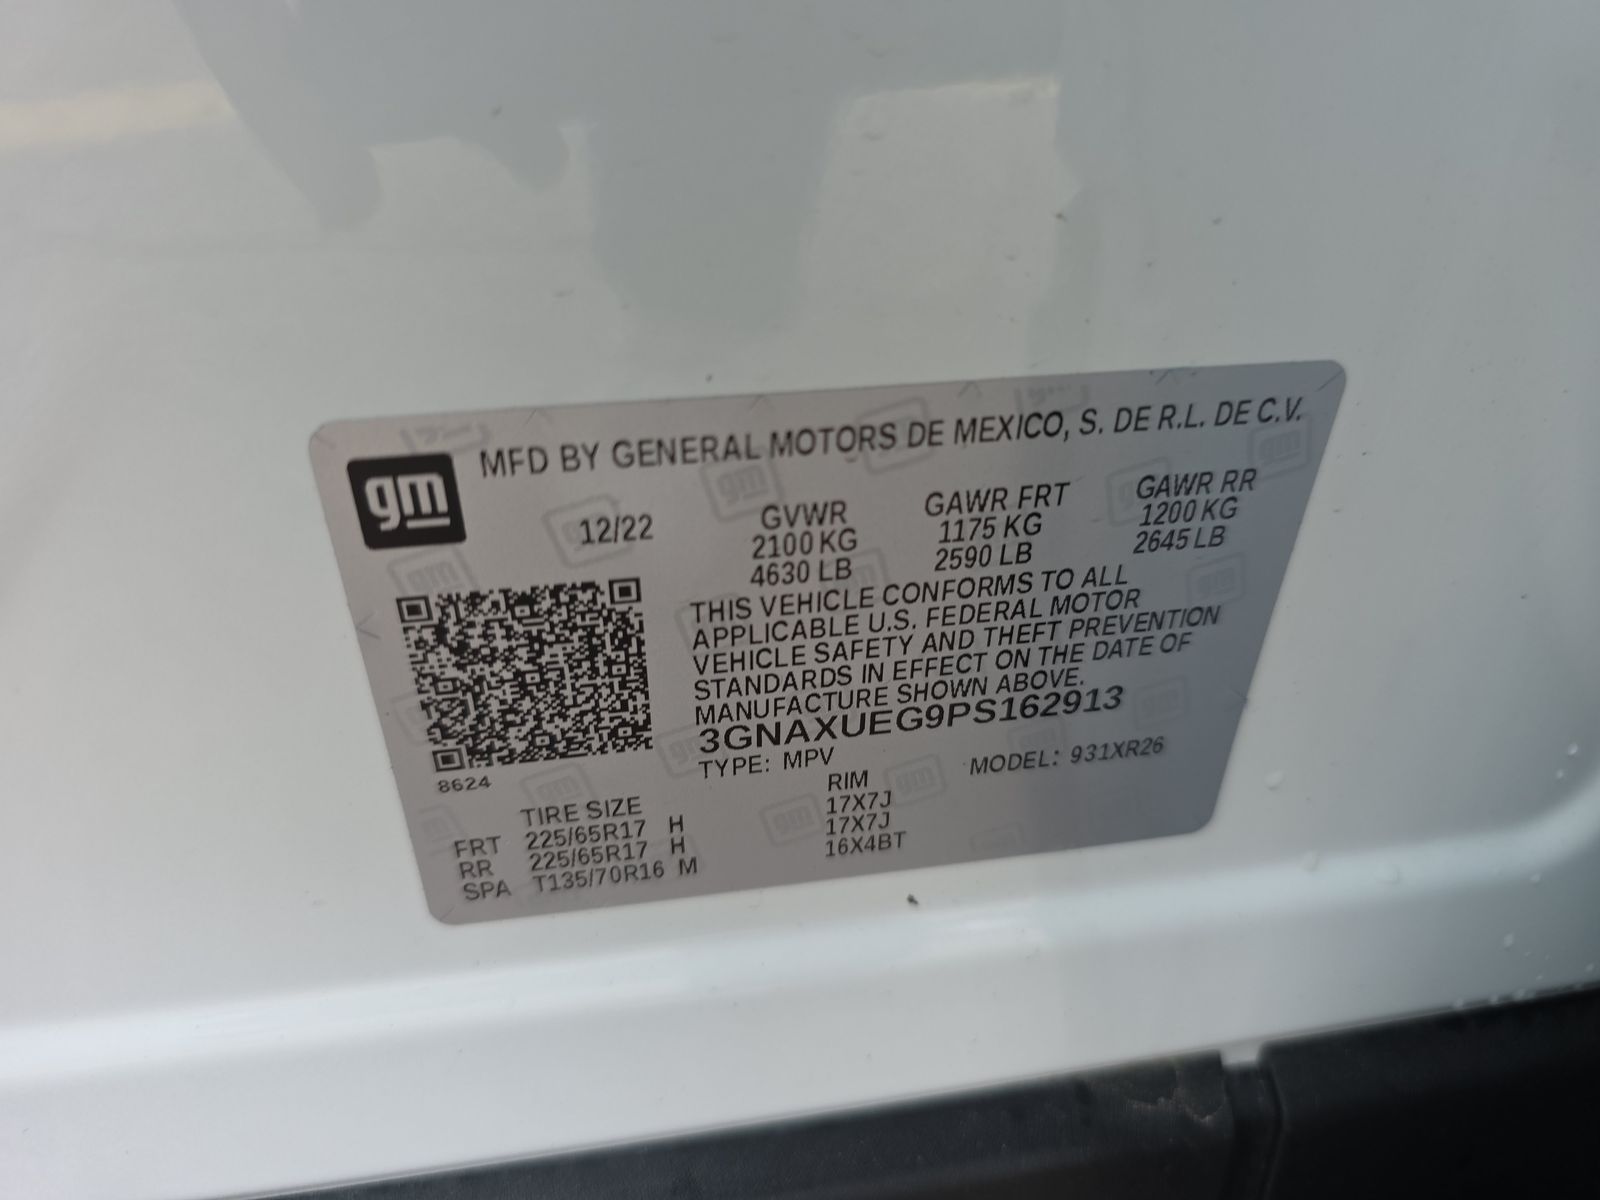 gm
MFD BY GENERAL MOTORS DE MEXICO, S. DE R.L. DE C.V.
12/22
GVWR
2100 KG
4630 LB
GAWR FRT
1175 KG
2590 LB
GAWR RR
1200 KG
2645 LB
THIS VEHICLE CONFORMS TO ALL
APPLICABLE U.S. FEDERAL MOTOR
VEHICLE SAFETY AND THEFT PREVENTION
STANDARDS IN EFFECT ON THE DATE OF
MANUFACTURE SHOWN ABOVE.
3GNAXUEG9PS162913
TYPE: MPV
MODEL: 931XR26
8624
TIRE SIZE
RIM
FRT 225/65R17 H 17X7J
RR 225/65R17 H 17X7J
SPA T135/70R16 M 16X4BT